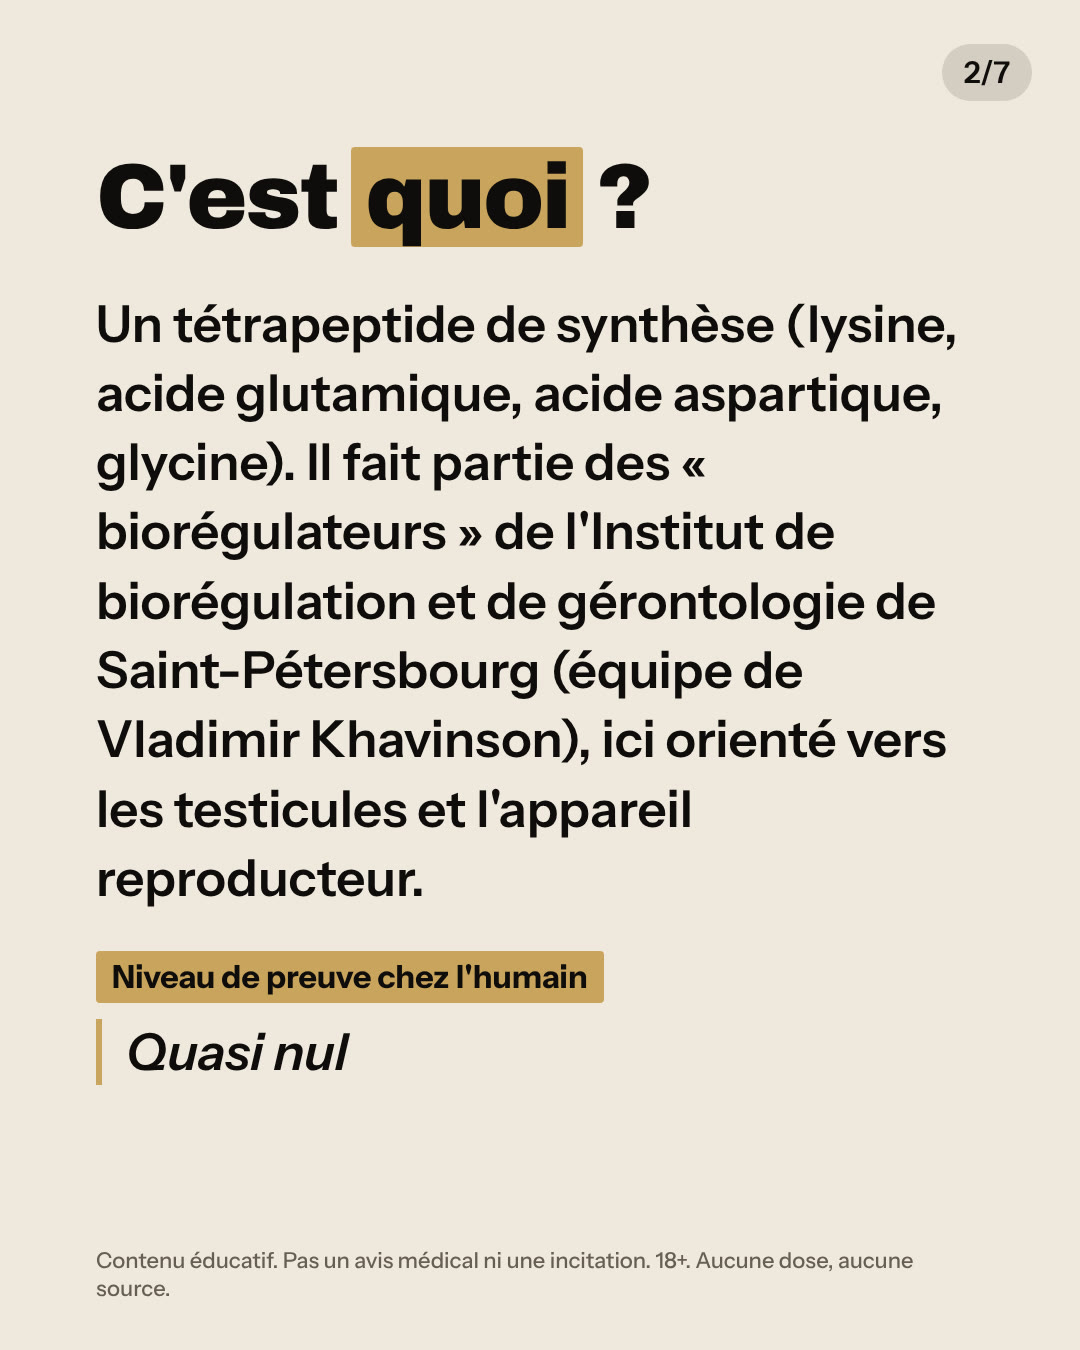 2/7
C'est quoi ?
Un tétrapeptide de synthèse (lysine,
acide glutamique, acide aspartique,
glycine). Il fait partie des «
biorégulateurs » de l'Institut de
biorégulation et de gérontologie de
Saint-Pétersbourg (équipe de
Vladimir Khavinson), ici orienté vers
les testicules et l'appareil
reproducteur.
Niveau de preuve chez l'humain
Quasi nul
Contenu éducatif. Pas un avis médical ni une incitation. 18+. Aucune dose, aucune
source.